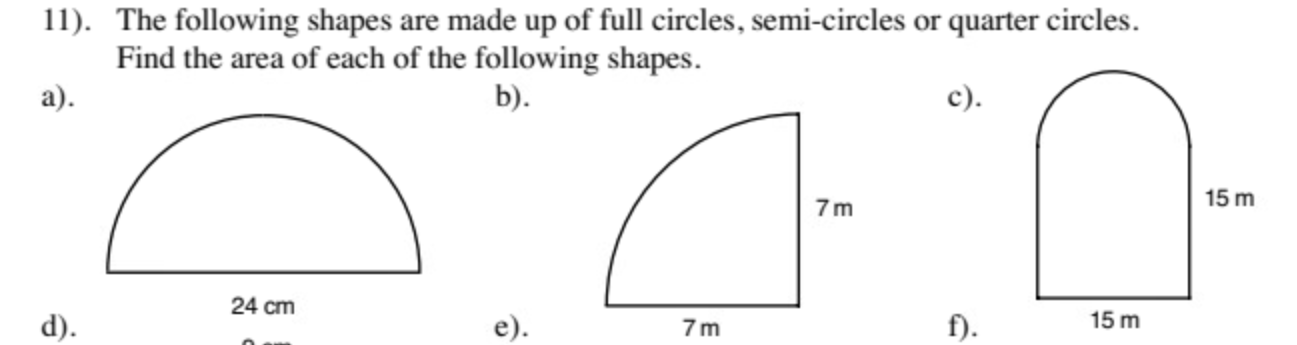 11). The following shapes are made up of full circles, semi-circles or quarter circles.
Find the area of each of the following shapes.
a). b). c).
7 m
15 m
24 cm
7 m
15 m
d). e). f).